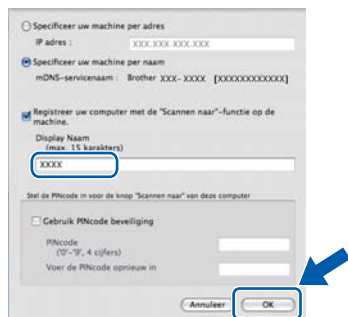 Specificeer uw machine per adres
IP adres : XXX.XXX.XXX.XXX
Specificeer uw machine per naam
mDNS-servicenaam : Brother XXX-XXXX [XXXXXXXXXXXX]
Registreer uw computer met de "Scannen naar"-functie op de
machine.
Display Naam
(max. 15 karakters)
XXXX
Stel de PINcode in voor de knop "Scannen naar" van deze computer
Gebruik PINcode beveiliging
PINcode
('0'-'9', 4 cijfers)
Voer de PINcode opnieuw in
Annuleer OK